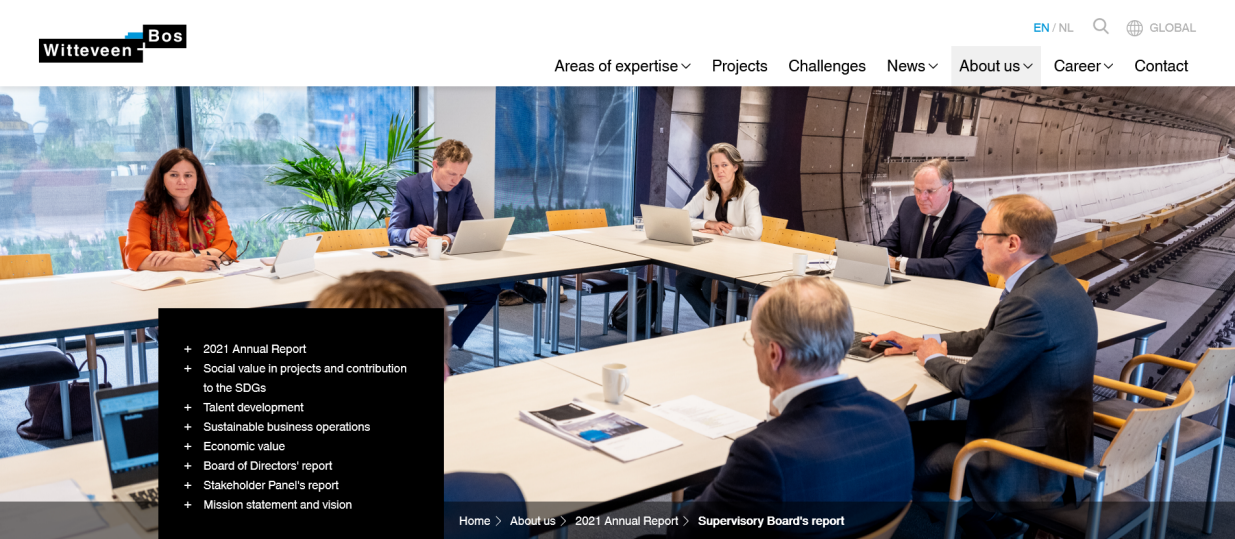 Witteveen
Bos
EN / NL
GLOBAL
Areas of expertise
Projects
Challenges
News
About us
Career
Contact
+ 2021 Annual Report
+ Social value in projects and contribution
to the SDGs
+ Talent development
+ Sustainable business operations
+ Economic value
+ Board of Directors' report
+ Stakeholder Panel's report
+ Mission statement and vision
Home > About us > 2021 Annual Report > Supervisory Board's report